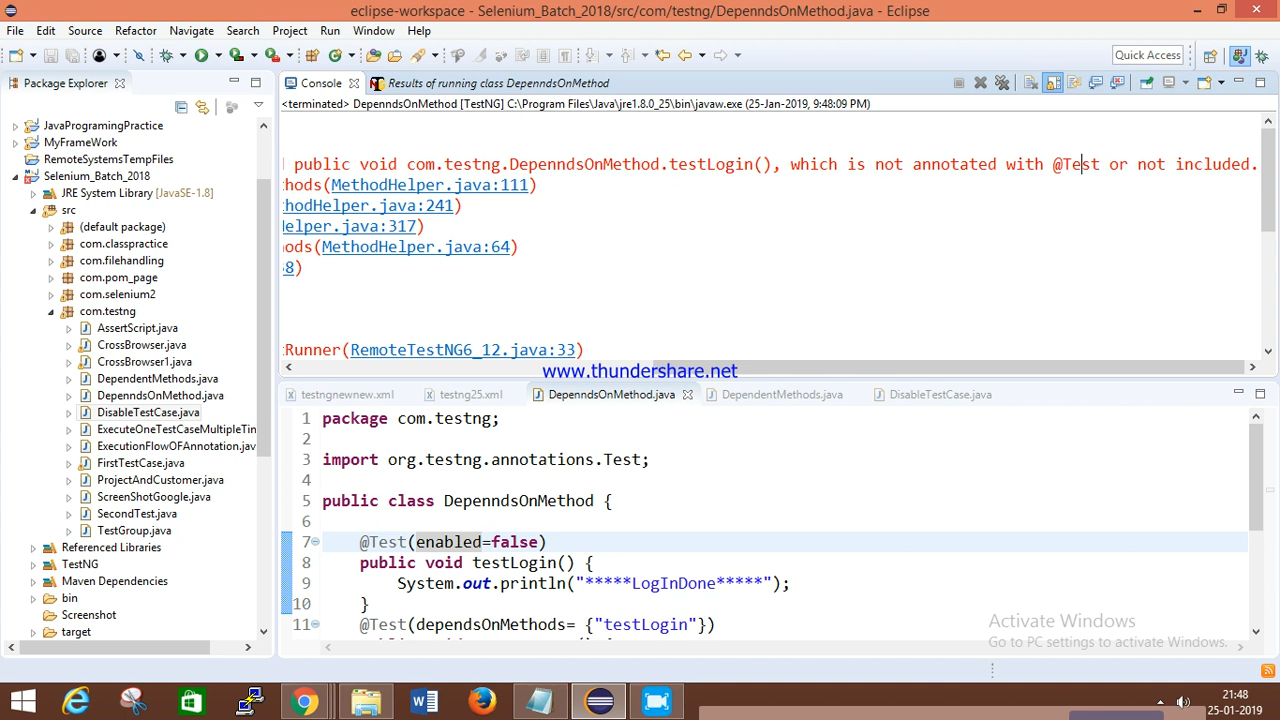 eclipse-workspace - Selenium_Batch_2018/src/com/testng/DepenndsOnMethod.java - Eclipse
File Edit Source Refactor Navigate Search Project Run Window Help
Quick Access
Package Explorer
Console
Results of running class DepenndsOnMethod
<terminated> DepenndsOnMethod [TestNG] C:\Program Files\Java\jre1.8.0_25\bin\javaw.exe (25-Jan-2019, 9:48:09 PM)
JavaProgramingPractice
MyFrameWork
RemoteSystemsTempFiles
Selenium_Batch_2018
JRE System Library [JavaSE-1.8]
src
(default package)
com.classpractice
com.filehandling
com.pom_page
com.selenium2
com.testng
AssertScript.java
CrossBrowser.java
CrossBrowser1.java
DependentMethods.java
DepenndsOnMethod.java
DisableTestCase.java
ExecuteOneTestCaseMultipleTin
ExecutionFlowOFAnnotation.jav
FirstTestCase.java
ProjectAndCustomer.java
ScreenShotGoogle.java
SecondTest.java
TestGroup.java
Referenced Libraries
TestNG
Maven Dependencies
bin
Screenshot
target
public void com.testng.DepenndsOnMethod.testLogin(), which is not annotated with @Test or not included.
thods(MethodHelper.java:111)
hodHelper.java:241)
Helper.java:317)
ods(MethodHelper.java:64)
8)
tRunner(RemoteTestNG6_12.java:33)
www.thundershare.net
testngnewnew.xml
testng25.xml
DepenndsOnMethod.java
DependentMethods.java
DisableTestCase.java
1 package com.testng;
2
3 import org.testng.annotations.Test;
4
5 public class DepenndsOnMethod {
6
7 @Test(enabled=false)
8 public void testLogin() {
9 System.out.println("*****LogInDone*****");
10 }
11 @Test(dependsOnMethods= {"testLogin"})
Activate Windows
Go to PC settings to activate Windows.
21:48
25-01-2019